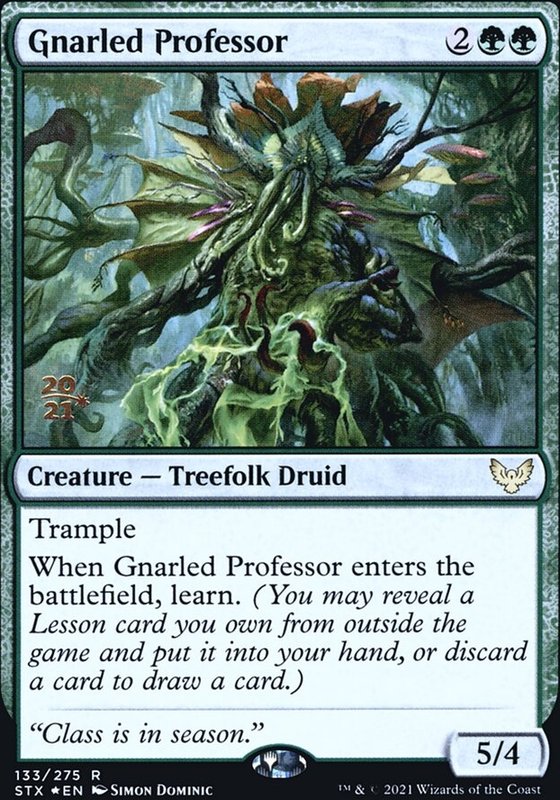 Gnarled Professor 2
20
21*
Creature — Treefolk Druid
Trample
When Gnarled Professor enters the
battlefield, learn. (You may reveal a
Lesson card you own from outside the
game and put it into your hand, or discard
a card to draw a card.)
“Class is in season.”
5/4
133/275 R
STX ★ EN Simon Dominic
™ & © 2021 Wizards of the Coast